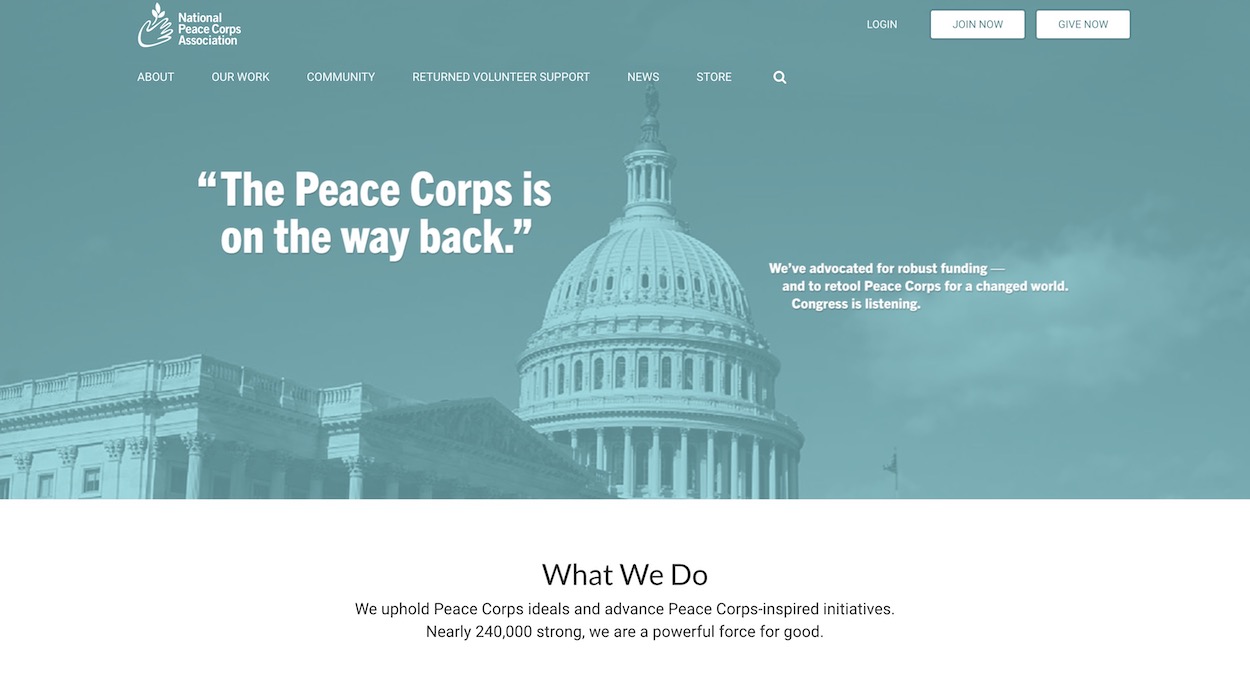 National
Peace Corps
Association
LOGIN
JOIN NOW
GIVE NOW
ABOUT
OUR WORK
COMMUNITY
RETURNED VOLUNTEER SUPPORT
NEWS
STORE
“The Peace Corps is
on the way back.”
We’ve advocated for robust funding —
and to retool Peace Corps for a changed world.
Congress is listening.
What We Do
We uphold Peace Corps ideals and advance Peace Corps-inspired initiatives.
Nearly 240,000 strong, we are a powerful force for good.